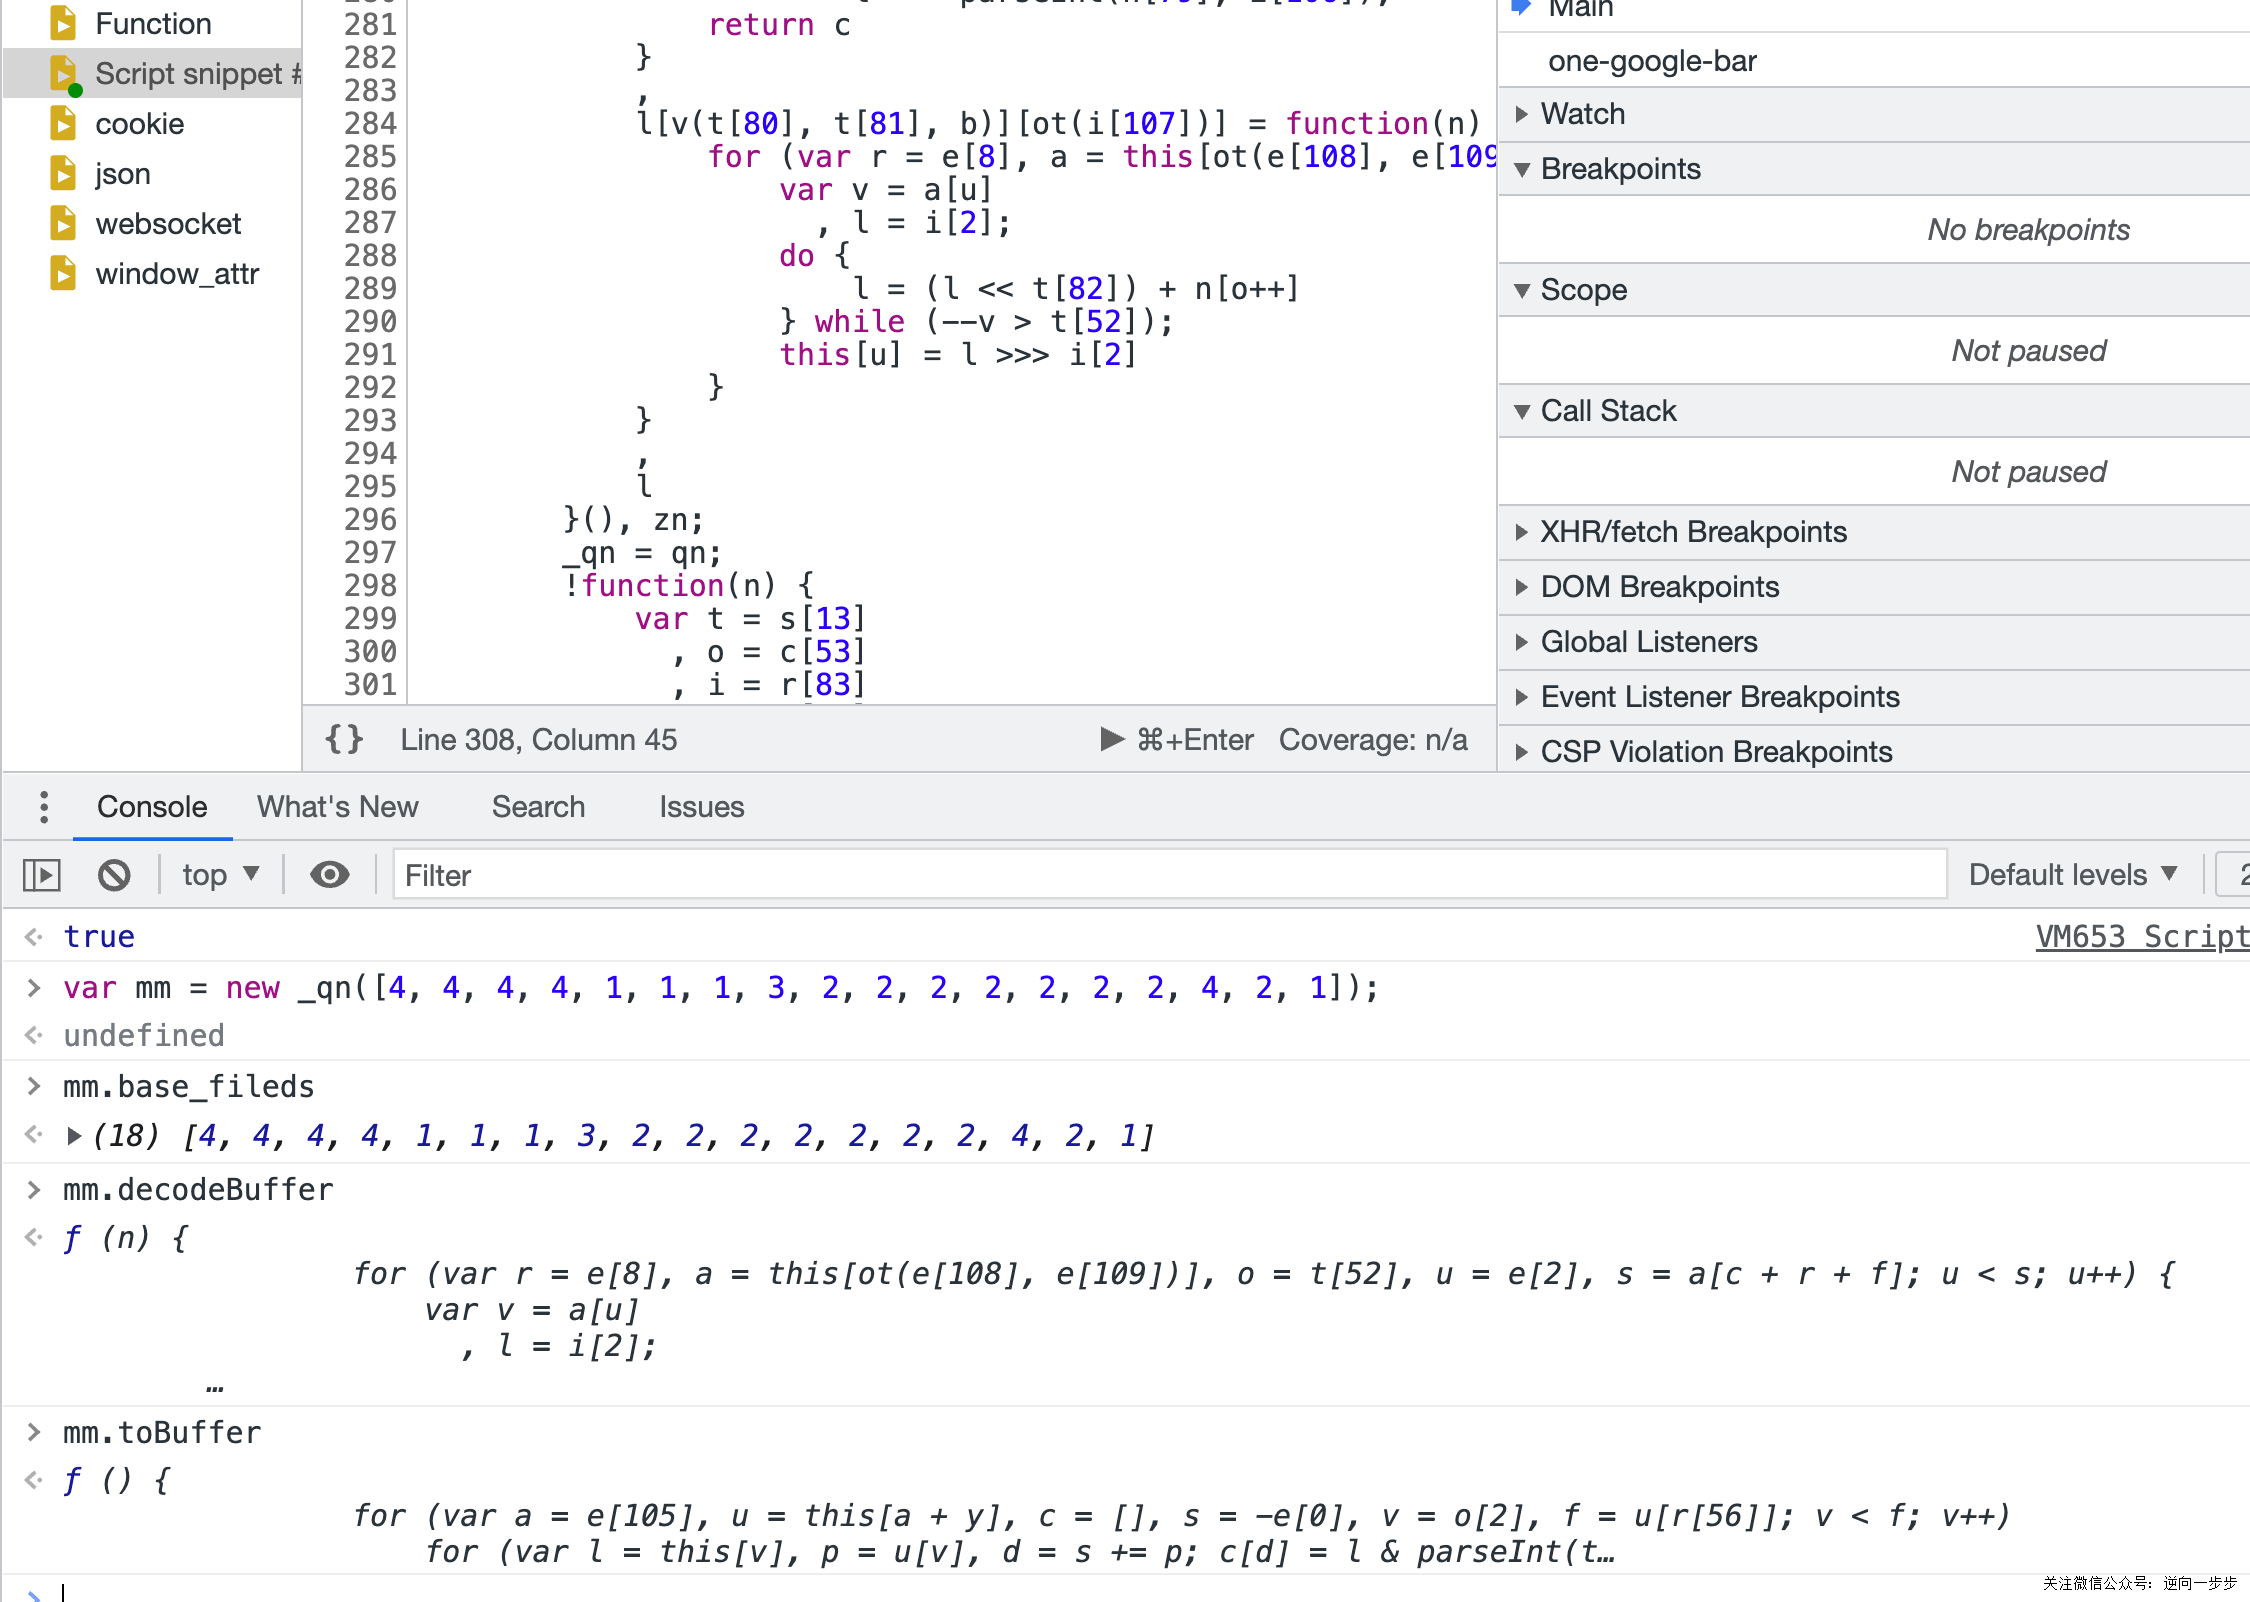 Function
Script snippet #
cookie
json
websocket
window_attr
281 return c
282 }
283 ,
284 l[v(t[80], t[81], b)][ot(i[107])] = function(n)
285 for (var r = e[8], a = this[ot(e[108], e[109
286 var v = a[u]
287 , l = i[2];
288 do {
289 l = (l << t[82]) + n[o++]
290 } while (--v > t[52]);
291 this[u] = l >>> i[2]
292 }
293 }
294 ,
295 l
296 }(), zn;
297 _qn = qn;
298 !function(n) {
299 var t = s[13]
300 , o = c[53]
301 , i = r[83]
{} Line 308, Column 45 ⌘+Enter Coverage: n/a
Main
one-google-bar
Watch
Breakpoints
No breakpoints
Scope
Not paused
Call Stack
Not paused
XHR/fetch Breakpoints
DOM Breakpoints
Global Listeners
Event Listener Breakpoints
CSP Violation Breakpoints
Console What's New Search Issues
top Filter Default levels 2
true VM653 Script
var mm = new _qn([4, 4, 4, 4, 1, 1, 1, 3, 2, 2, 2, 2, 2, 2, 2, 4, 2, 1]);
undefined
mm.base_fileds
(18) [4, 4, 4, 4, 1, 1, 1, 3, 2, 2, 2, 2, 2, 2, 2, 4, 2, 1]
mm.decodeBuffer
ƒ (n) {
for (var r = e[8], a = this[ot(e[108], e[109])], o = t[52], u = e[2], s = a[c + r + f]; u < s; u++) {
var v = a[u]
, l = i[2];
…
mm.toBuffer
ƒ () {
for (var a = e[105], u = this[a + y], c = [], s = -e[0], v = o[2], f = u[r[56]]; v < f; v++)
for (var l = this[v], p = u[v], d = s += p; c[d] = l & parseInt(t…
关注微信公众号：逆向一步步